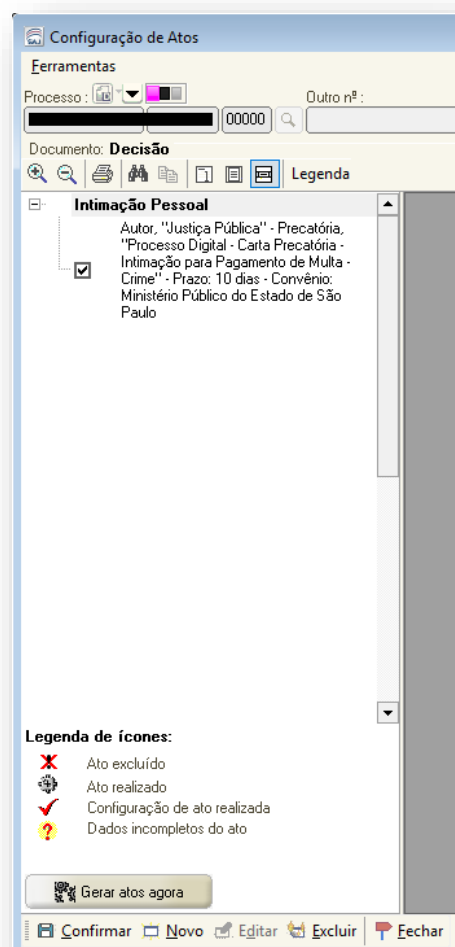 Configuração de Atos
Ferramentas
Processo :
Outro nº :
00000
Documento: Decisão
Legenda
Intimação Pessoal
Autor, "Justiça Pública" - Precatória,
"Processo Digital - Carta Precatória -
Intimação para Pagamento de Multa -
Crime" - Prazo: 10 dias - Convênio:
Ministério Público do Estado de São
Paulo
Legenda de ícones:
Ato excluído
Ato realizado
Configuração de ato realizada
Dados incompletos do ato
Gerar atos agora
Confirmar Novo Editar Excluir Fechar